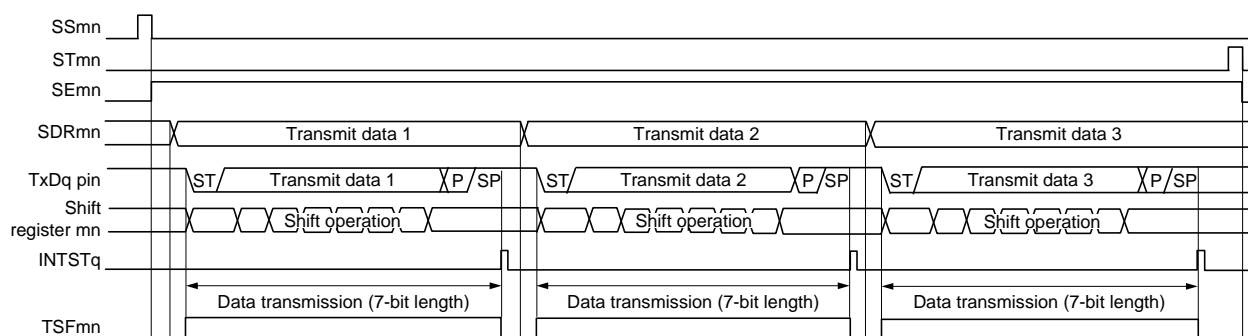 SSmn
STmn
SEmn
SDRmn Transmit data 1 Transmit data 2 Transmit data 3
TxDq pin ST Transmit data 1 P SP ST Transmit data 2 P SP ST Transmit data 3 P SP
Shift
register mn Shift operation Shift operation Shift operation
INTSTq
Data transmission (7-bit length) Data transmission (7-bit length) Data transmission (7-bit length)
TSFmn